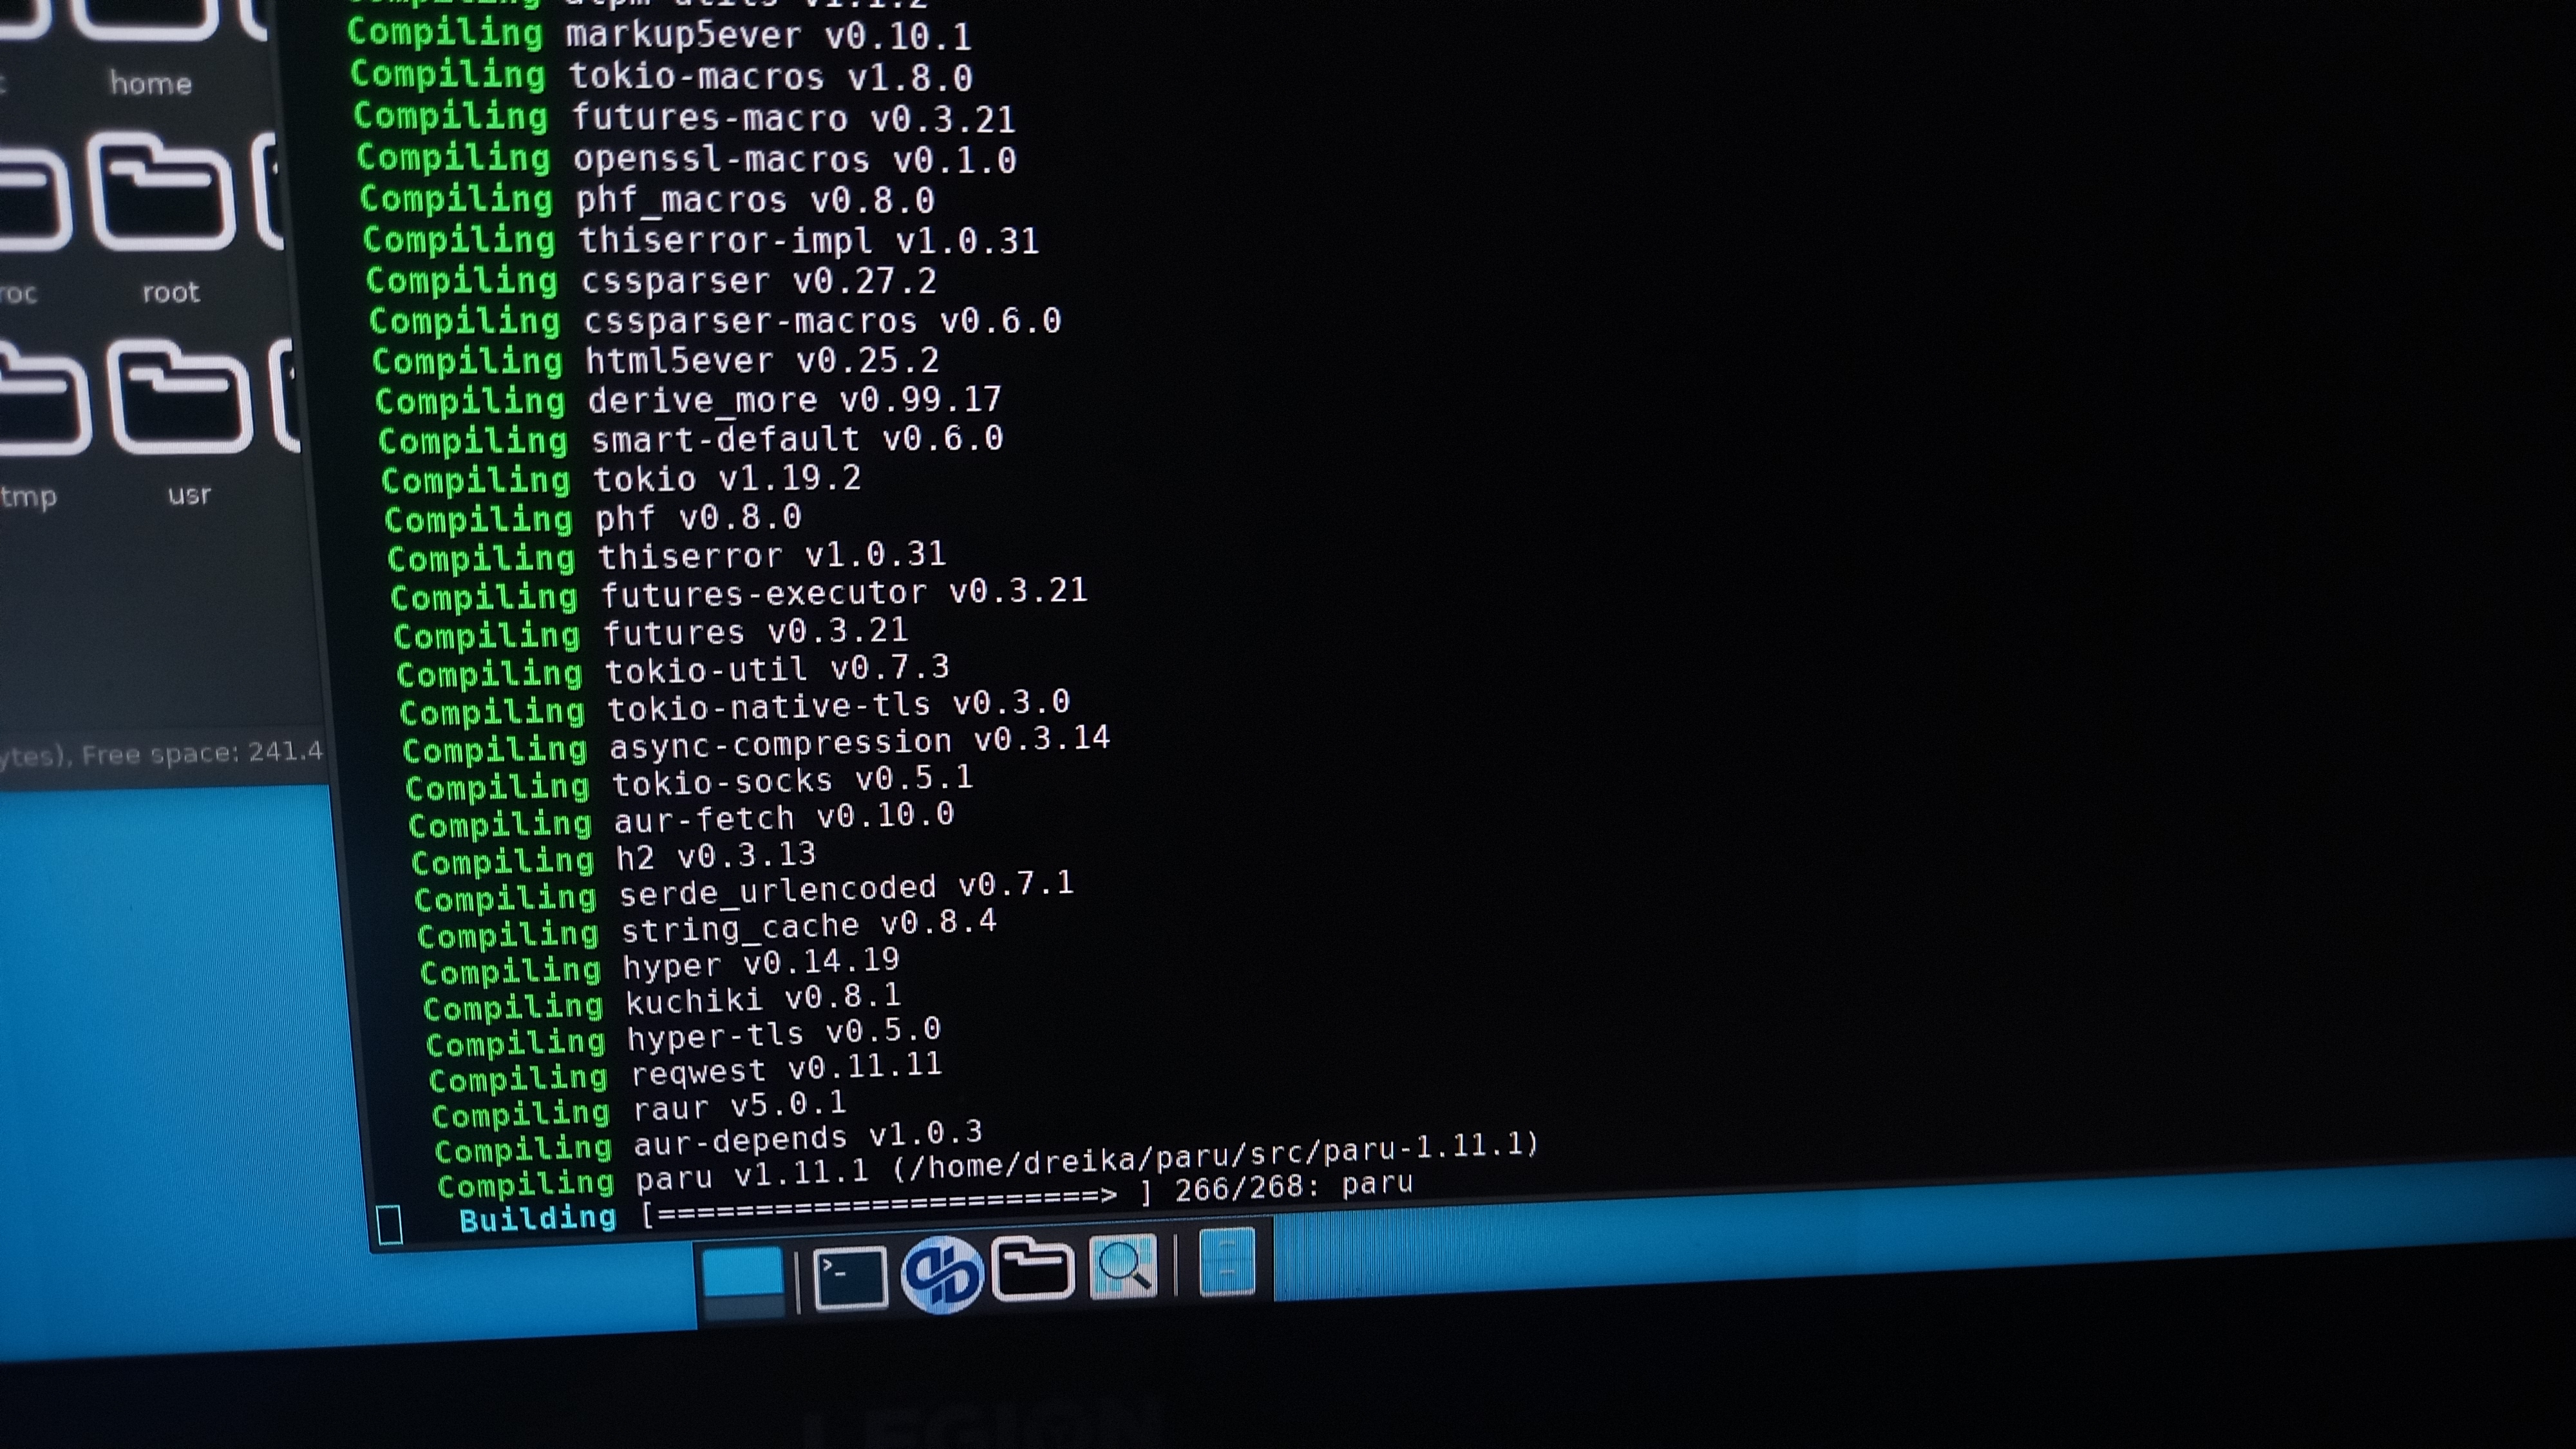 home
Compiling markup5ever v0.10.1
Compiling tokio-macros v1.8.0
Compiling futures-macro v0.3.21
Compiling openssl-macros v0.1.0
Compiling phf_macros v0.8.0
Compiling thiserror-impl v1.0.31
root
Compiling cssparser v0.27.2
Compiling cssparser-macros v0.6.0
Compiling html5ever v0.25.2
Compiling derive_more v0.99.17
Compiling smart-default v0.6.0
tmp usr
Compiling tokio v1.19.2
Compiling phf v0.8.0
Compiling thiserror v1.0.31
Compiling futures-executor v0.3.21
Compiling futures v0.3.21
Compiling tokio-util v0.7.3
Compiling tokio-native-tls v0.3.0
ytes), Free space: 241.4
Compiling async-compression v0.3.14
Compiling tokio-socks v0.5.1
Compiling aur-fetch v0.10.0
Compiling h2 v0.3.13
Compiling serde_urlencoded v0.7.1
Compiling string_cache v0.8.4
Compiling hyper v0.14.19
Compiling kuchiki v0.8.1
Compiling hyper-tls v0.5.0
Compiling reqwest v0.11.11
Compiling raur v5.0.1
Compiling aur-depends v1.0.3
Compiling paru v1.11.1 (/home/dreika/paru/src/paru-1.11.1)
Building [=======================> ] 266/268: paru
LEGION